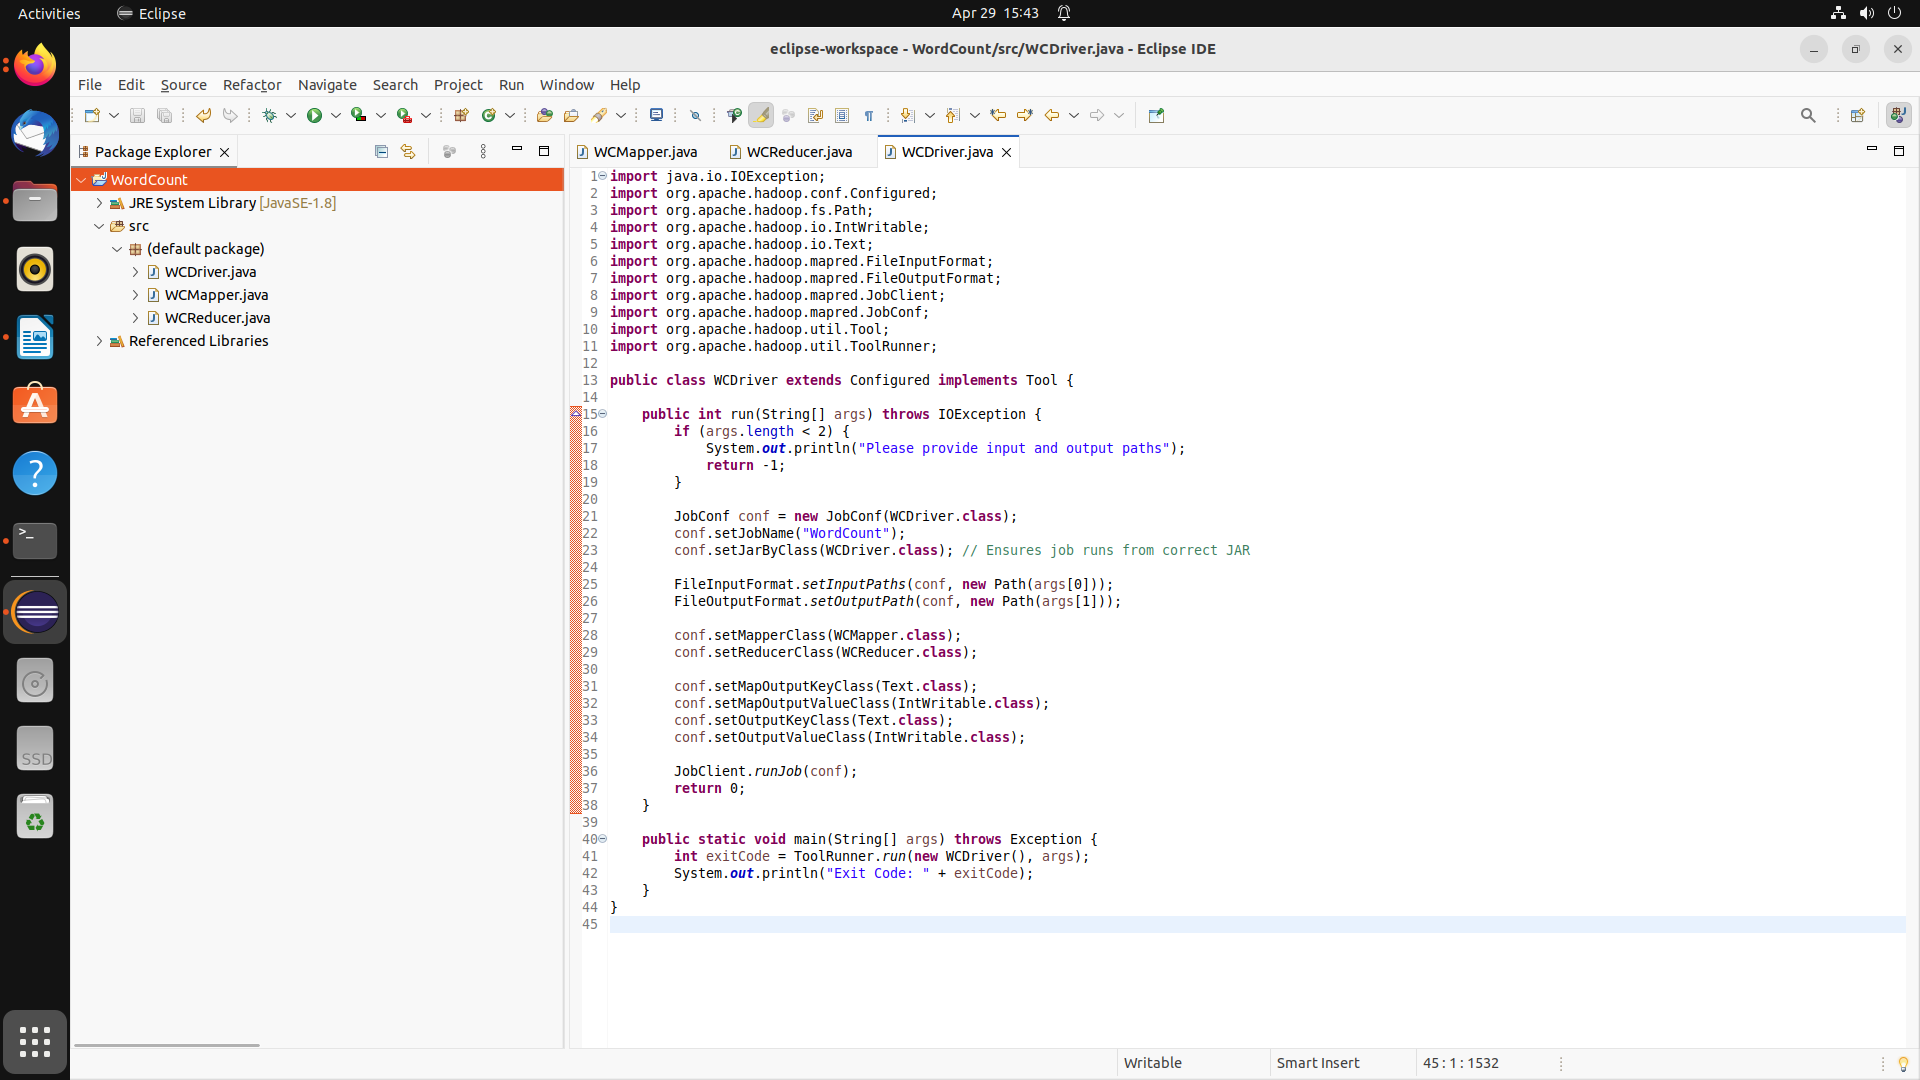 Activities Eclipse Apr 29 15:43
eclipse-workspace - WordCount/src/WCDriver.java - Eclipse IDE
File Edit Source Refactor Navigate Search Project Run Window Help
Package Explorer
WordCount
JRE System Library [JavaSE-1.8]
src
(default package)
WCDriver.java
WCMapper.java
WCReducer.java
Referenced Libraries
WCMapper.java WCReducer.java WCDriver.java
1 import java.io.IOException;
2 import org.apache.hadoop.conf.Configured;
3 import org.apache.hadoop.fs.Path;
4 import org.apache.hadoop.io.IntWritable;
5 import org.apache.hadoop.io.Text;
6 import org.apache.hadoop.mapred.FileInputFormat;
7 import org.apache.hadoop.mapred.FileOutputFormat;
8 import org.apache.hadoop.mapred.JobClient;
9 import org.apache.hadoop.mapred.JobConf;
10 import org.apache.hadoop.util.Tool;
11 import org.apache.hadoop.util.ToolRunner;
12
13 public class WCDriver extends Configured implements Tool {
14
15     public int run(String[] args) throws IOException {
16         if (args.length < 2) {
17             System.out.println("Please provide input and output paths");
18             return -1;
19         }
20
21         JobConf conf = new JobConf(WCDriver.class);
22         conf.setJobName("WordCount");
23         conf.setJarByClass(WCDriver.class); // Ensures job runs from correct JAR
24
25         FileInputFormat.setInputPaths(conf, new Path(args[0]));
26         FileOutputFormat.setOutputPath(conf, new Path(args[1]));
27
28         conf.setMapperClass(WCMapper.class);
29         conf.setReducerClass(WCReducer.class);
30
31         conf.setMapOutputKeyClass(Text.class);
32         conf.setMapOutputValueClass(IntWritable.class);
33         conf.setOutputKeyClass(Text.class);
34         conf.setOutputValueClass(IntWritable.class);
35
36         JobClient.runJob(conf);
37         return 0;
38     }
39
40     public static void main(String[] args) throws Exception {
41         int exitCode = ToolRunner.run(new WCDriver(), args);
42         System.out.println("Exit Code: " + exitCode);
43     }
44 }
45
SSD
Writable Smart Insert 45 : 1 : 1532